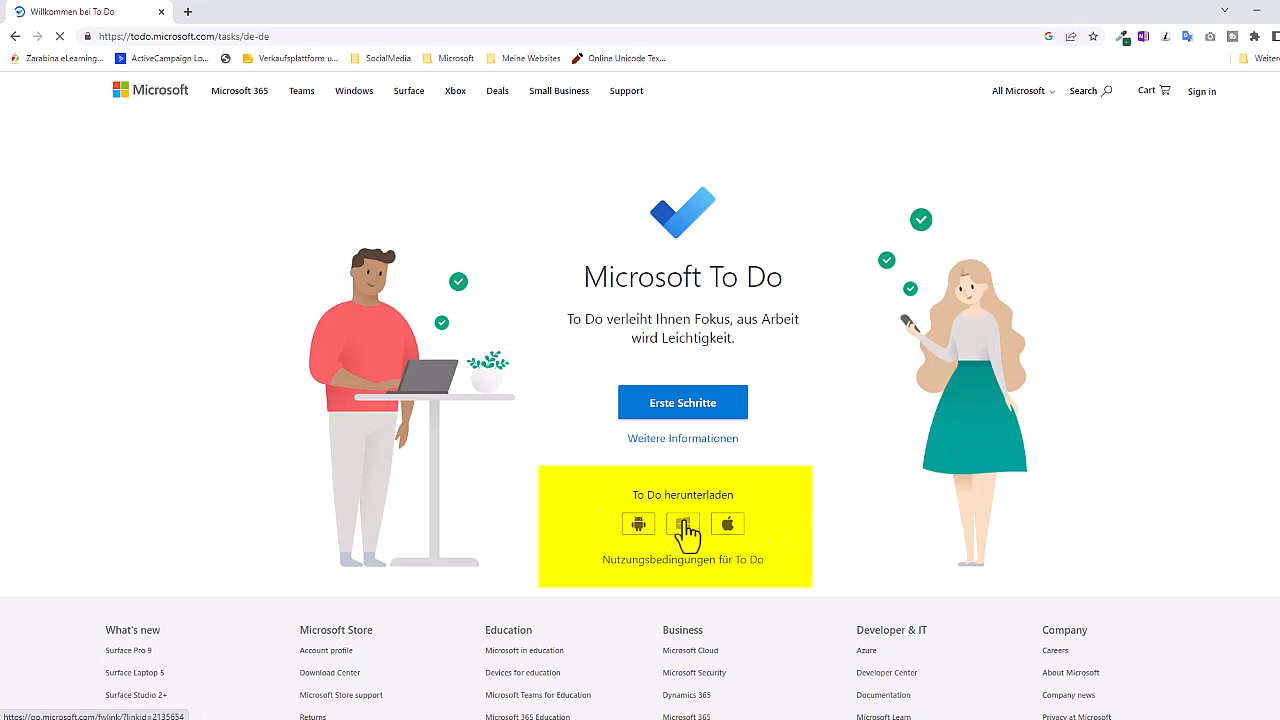 Willkommen bei To Do
https://todo.microsoft.com/tasks/de-de
Zarabina eLearning... ActiveCampaign Lo... Verkaufsplattform u... SocialMedia Microsoft Meine Websites Online Unicode Tex... Weiter
Microsoft Microsoft 365 Teams Windows Surface Xbox Deals Small Business Support All Microsoft Search Cart Sign in
Microsoft To Do
To Do verleiht Ihnen Fokus, aus Arbeit
wird Leichtigkeit.
Erste Schritte
Weitere Informationen
To Do herunterladen
Nutzungsbedingungen für To Do
What's new Microsoft Store Education Business Developer & IT Company
Surface Pro 9 Account profile Microsoft in education Microsoft Cloud Azure Careers
Surface Laptop 5 Download Center Devices for education Microsoft Security Developer Center About Microsoft
Surface Studio 2+ Microsoft Store support Microsoft Teams for Education Dynamics 365 Documentation Company news
https://go.microsoft.com/fwlink/?linkid=2135654 Returns Microsoft 365 Education Microsoft 365 Microsoft Learn Privacy at Microsoft